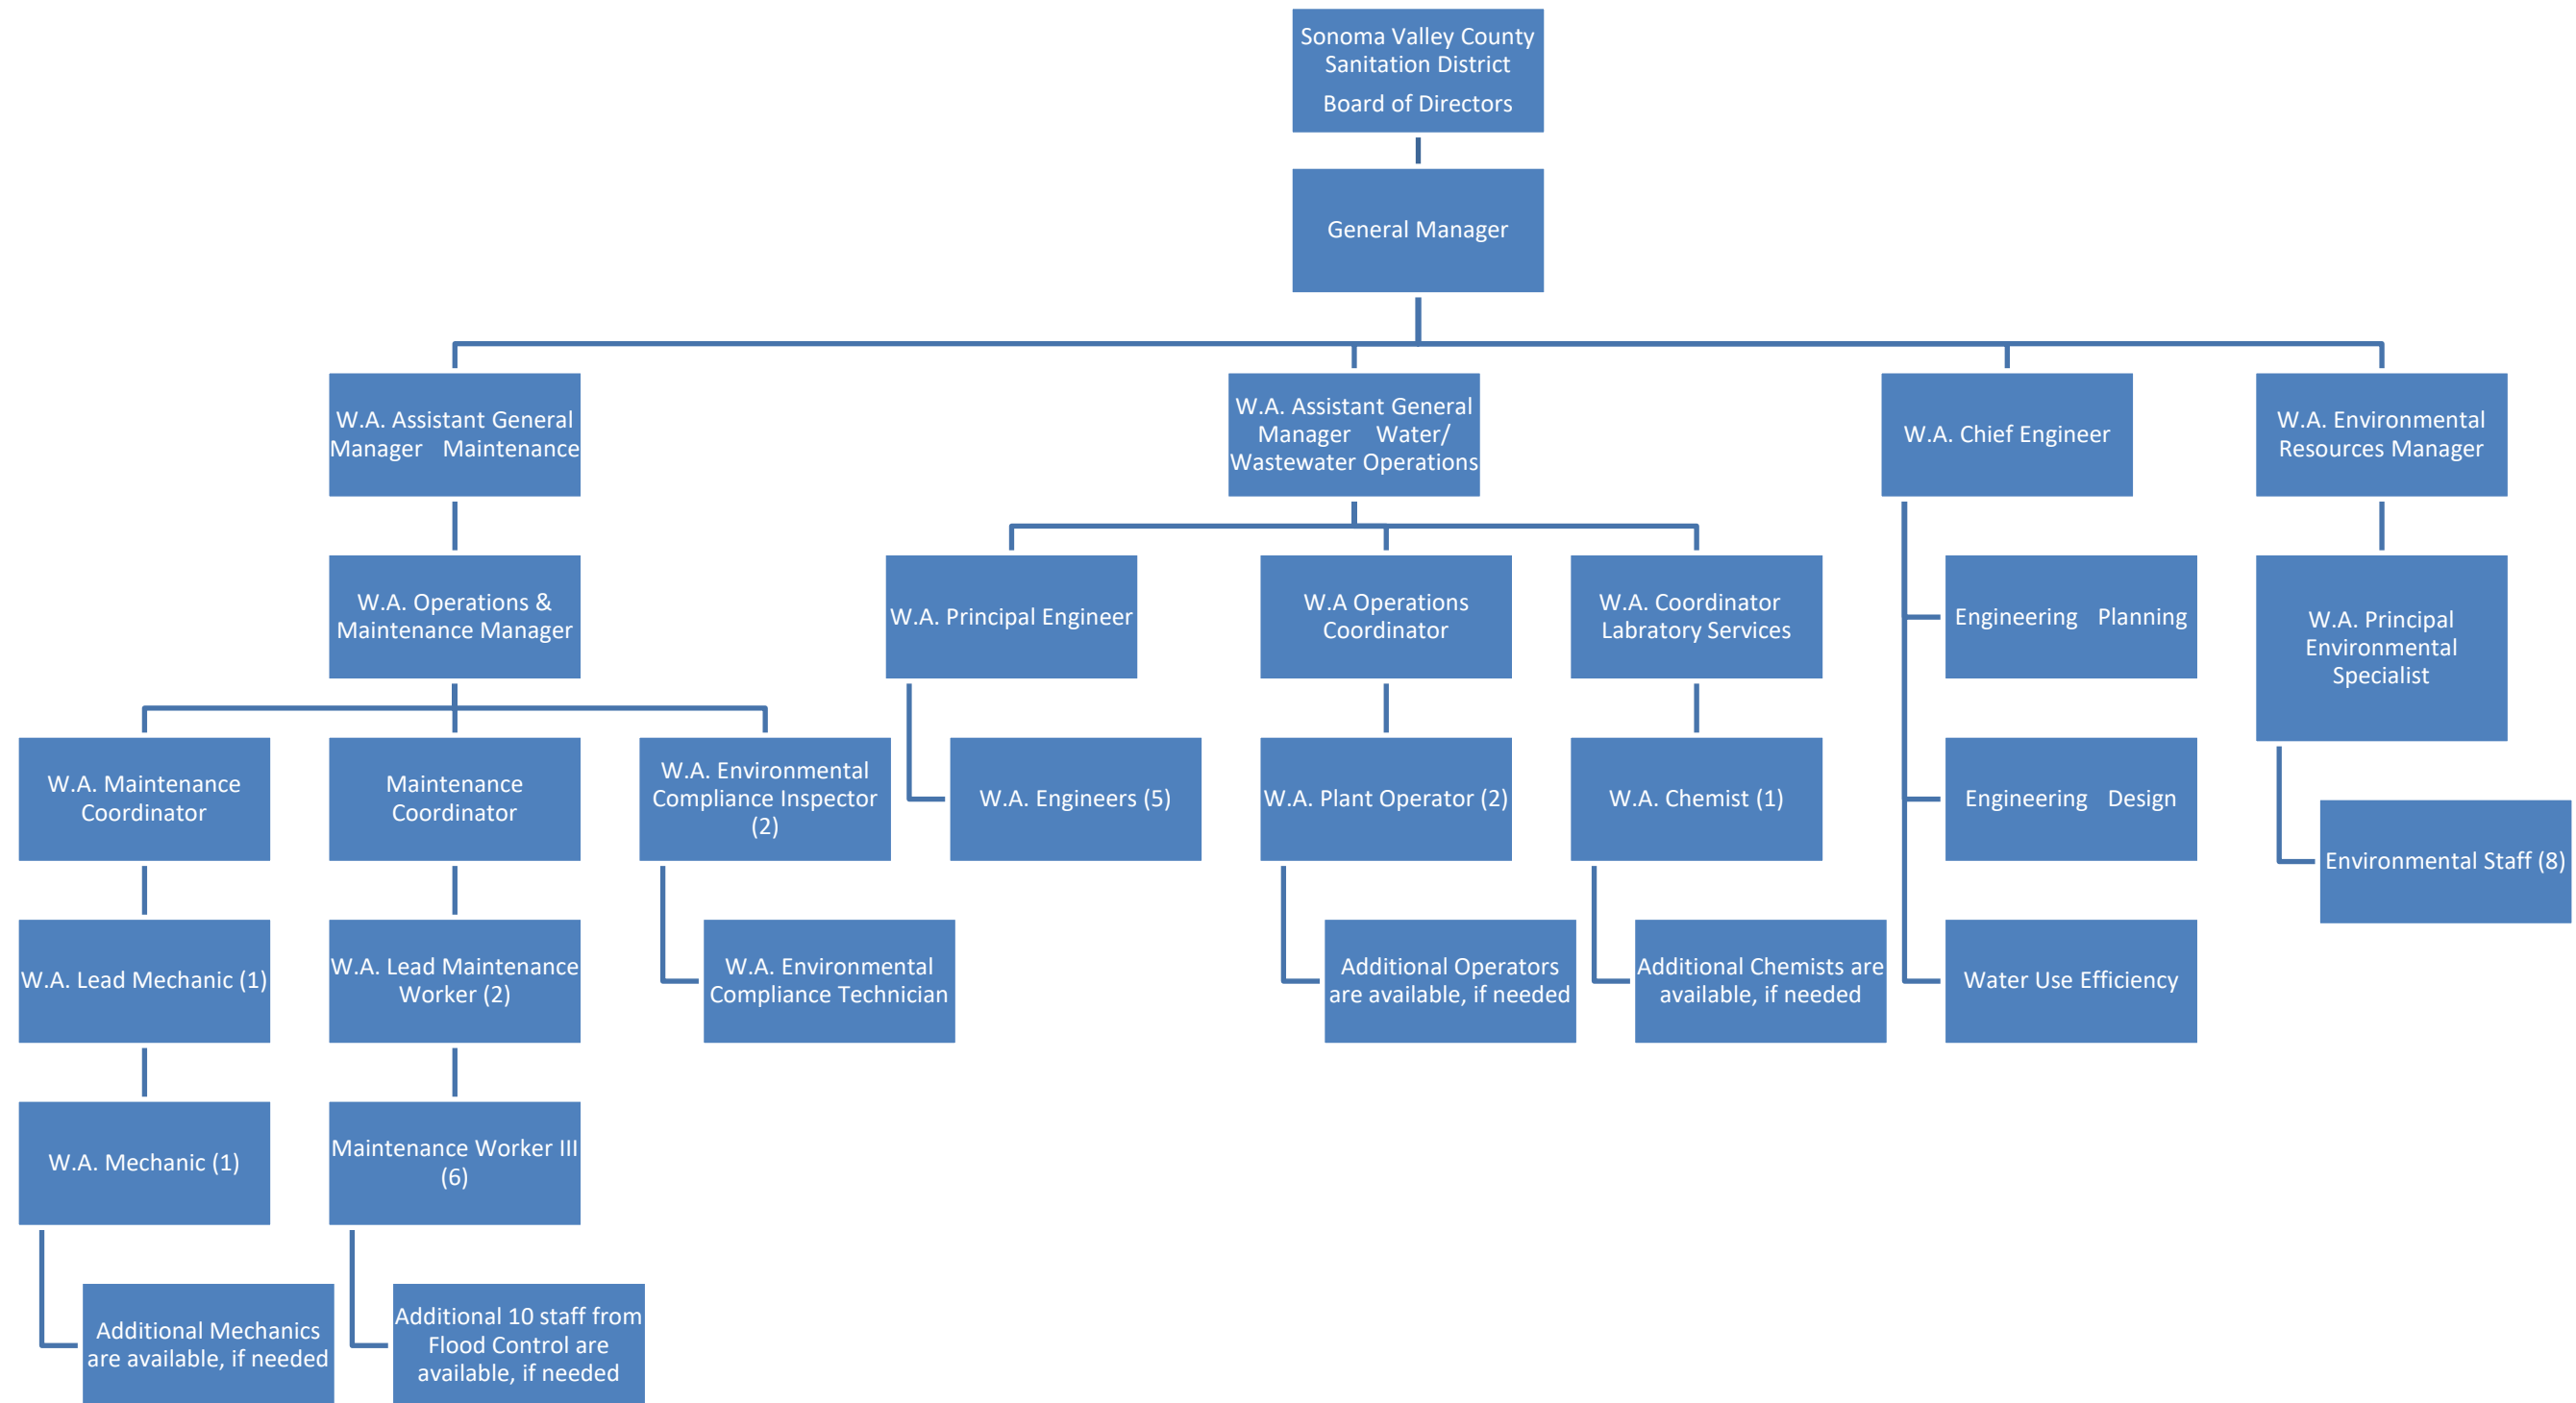 Sonoma Valley County
Sanitation District
Board of Directors
General Manager
W.A. Assistant General
Manager Maintenance
W.A. Assistant General
Manager Water/
Wastewater Operations
W.A. Chief Engineer
W.A. Environmental
Resources Manager
W.A. Operations &
Maintenance Manager
W.A. Principal Engineer
W.A Operations
Coordinator
W.A. Coordinator
Labratory Services
Engineering Planning
W.A. Principal
Environmental
Specialist
W.A. Maintenance
Coordinator
Maintenance
Coordinator
W.A. Environmental
Compliance Inspector
(2)
W.A. Engineers (5)
W.A. Plant Operator (2)
W.A. Chemist (1)
Engineering Design
Environmental Staff (8)
W.A. Lead Mechanic (1)
W.A. Lead Maintenance
Worker (2)
W.A. Environmental
Compliance Technician
Additional Operators
are available, if needed
Additional Chemists are
available, if needed
Water Use Efficiency
W.A. Mechanic (1)
Maintenance Worker III
(6)
Additional Mechanics
are available, if needed
Additional 10 staff from
Flood Control are
available, if needed